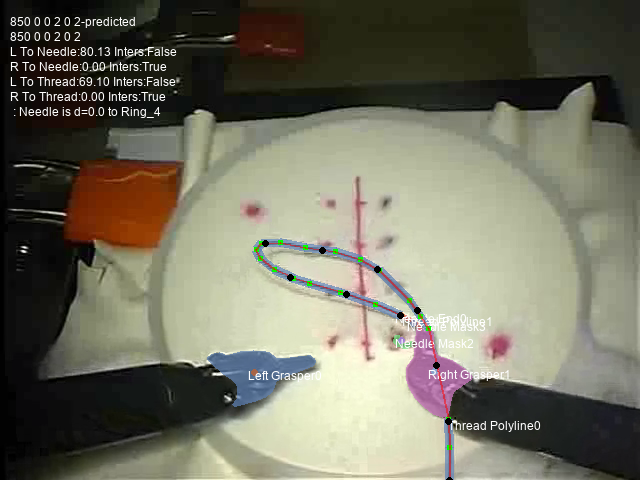 850 0 0 2 0 2-predicted
850 0 0 2 0 2
L To Needle:80.13 Inters:False
R To Needle:0.00 Inters:True
L To Thread:69.10 Inters:False
R To Thread:0.00 Inters:True
: Needle is d=0.0 to Ring_4
Needle Mask3
Needle Mask2
Left Grasper0
Right Grasper1
Thread Polyline0